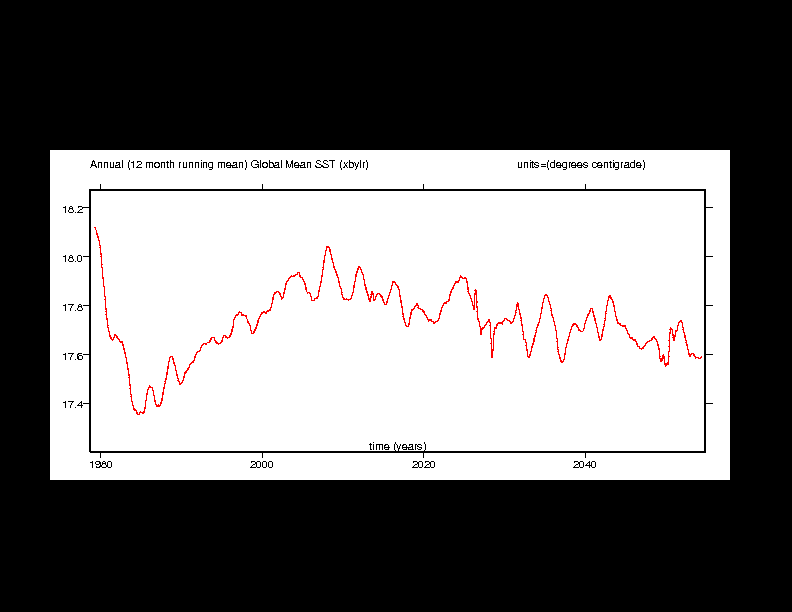 Annual (12 month running mean) Global Mean SST (xbylr) units=(degrees centigrade)
18.2
18.0
17.8
17.6
17.4
time (years)
1980 2000 2020 2040